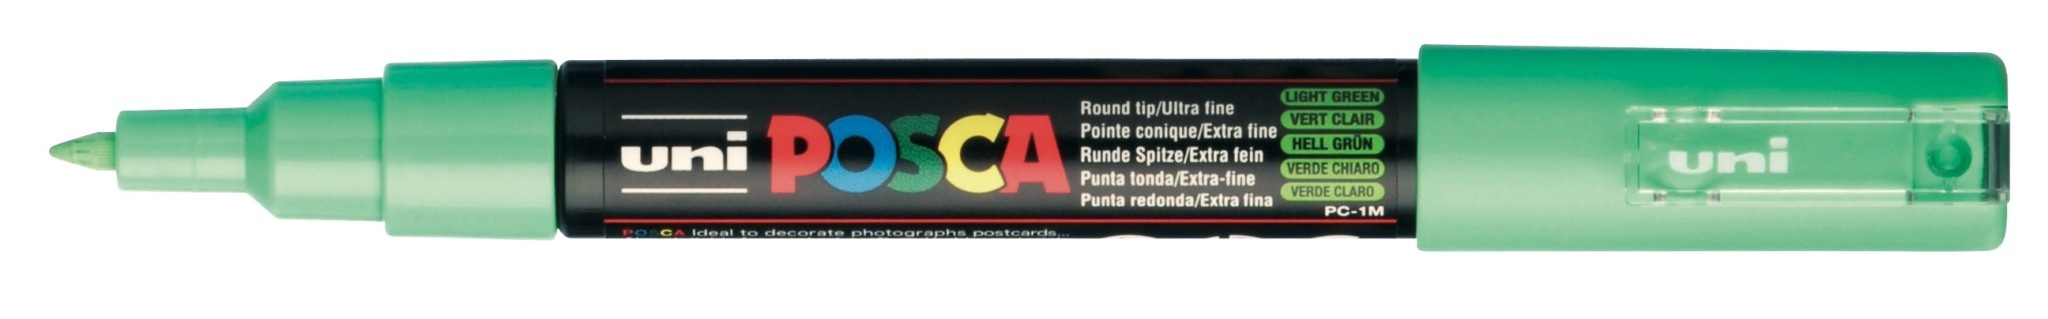 uni POSCA
Round tip/Ultra fine
Pointe conique/Extra fine
Runde Spitze/Extra fein
Punta tonda/Extra-fine
Punta redonda/Extra fina
LIGHT GREEN
VERT CLAIR
HELL GRÜN
VERDE CHIARO
VERDE CLARO
PC-1M
POSCA Ideal to decorate photographs postcards...
uni